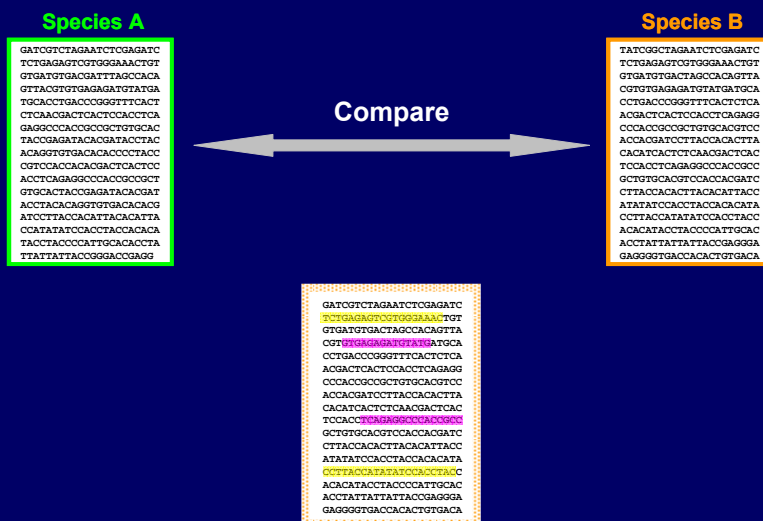 Species A
GATCGTCTAGAATCTCGAGATC
TCTGAGAGTCGTGGGAAACTGT
GTGATGTGACGATTTAGCCACA
GTTACGTGTGAGAGATGTATGA
TGCACCTGACCCGGGTTTCACT
CTCAACGACTCACTCCACCTCA
GAGGCCCACCGCCGCTGTGCAC
TACCGAGATACACGATACCTAC
ACAGGTGTGACACACCCCTACC
CGTCCACCACACGACTCACTCC
ACCTCAGAGGCCCACCGCCGCT
GTGCACTACCGAGATACACGAT
ACCTACACAGGTGTGACACACG
ATCCTTACCACATTACACATTA
CCATATATCCACCTACCACACA
TACCTACCCCATTGCACACCTA
TTATTATTACCGGGACCGAGG
Species B
TATCGGCTAGAATCTCGAGATC
TCTGAGAGTCGTGGGAAACTGT
GTGATGTGACTAGCCACAGTTA
CGTGTGAGAGATGTATGATGCA
CCTGACCCGGGTTTCACTCTCA
ACGACTCACTCCACCTCAGAGG
CCCACCGCCGCTGTGCACGTCC
ACCACGATCCTTACCACACTTA
CACATCACTCTCAACGACTCAC
TCCACCTCAGAGGCCCACCGCC
GCTGTGCACGTCCACCACGATC
CTTACCACACTTACACATTACC
ATATATCCACCTACCACACATA
CCTTACCATATATCCACCTACC
ACACATACCTACCCCATTGCAC
ACCTATTATTATTACCGAGGGA
GAGGGGTGACCACACTGTGACA
Compare
GATCGTCTAGAATCTCGAGATC
TCTGAGAGTCGTGGGAAACTGT
GTGATGTGACTAGCCACAGTTA
CGTGTGAGAGATGTATGATGCA
CCTGACCCGGGTTTCACTCTCA
ACGACTCACTCCACCTCAGAGG
CCCACCGCCGCTGTGCACGTCC
ACCACGATCCTTACCACACTTA
CACATCACTCTCAACGACTCAC
TCCACCTCAGAGGCCCACCGCC
GCTGTGCACGTCCACCACGATC
CTTACCACACTTACACATTACC
ATATATCCACCTACCACACATA
CCTTACCATATATCCACCTACC
ACACATACCTACCCCATTGCAC
ACCTATTATTATTACCGAGGGA
GAGGGGTGACCACACTGTGACA